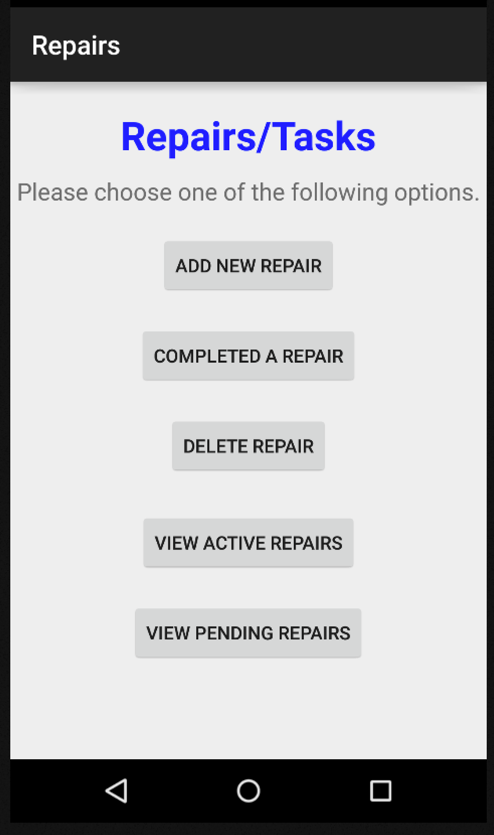 Repairs
Repairs/Tasks
Please choose one of the following options.
ADD NEW REPAIR
COMPLETED A REPAIR
DELETE REPAIR
VIEW ACTIVE REPAIRS
VIEW PENDING REPAIRS